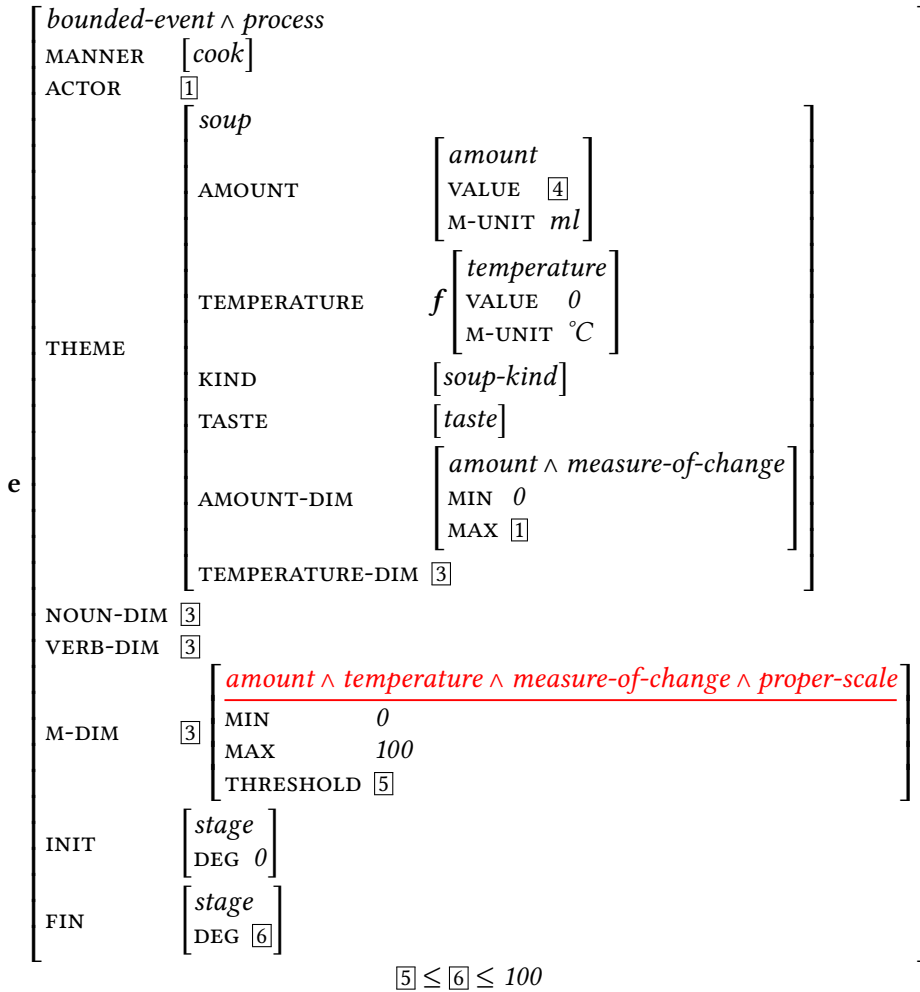 bounded-event ∧ process
MANNER [cook]
ACTOR 1
soup
amount
AMOUNT VALUE 4
M-UNIT ml
temperature
TEMPERATURE f VALUE 0
M-UNIT °C
THEME
KIND [soup-kind]
TASTE [taste]
amount ∧ measure-of-change
e AMOUNT-DIM MIN 0
MAX 1
TEMPERATURE-DIM 3
NOUN-DIM 3
VERB-DIM 3
amount ∧ temperature ∧ measure-of-change ∧ proper-scale
MIN 0
M-DIM 3 MAX 100
THRESHOLD 5
stage
INIT DEG 0
stage
FIN DEG 6
5 ≤ 6 ≤ 100